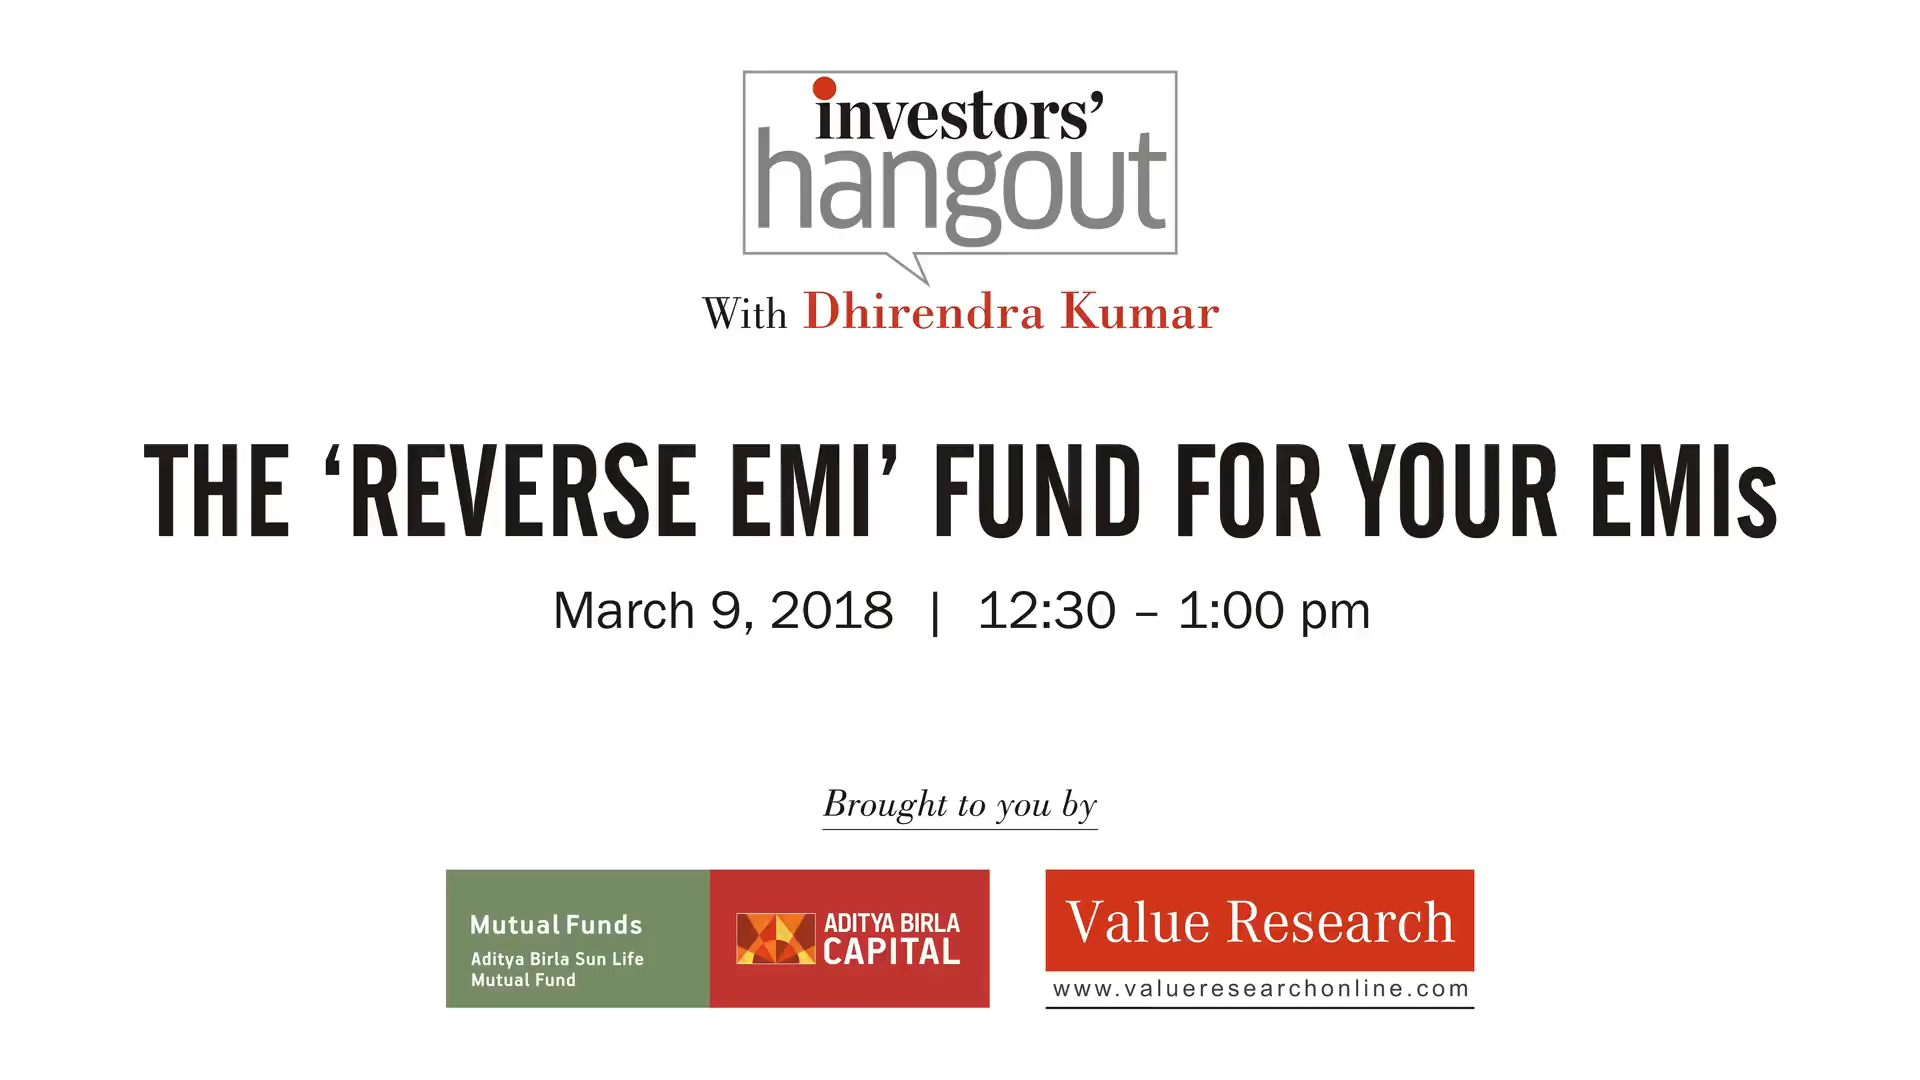 investors’
hangout
With Dhirendra Kumar
THE ‘REVERSE EMI’ FUND FOR YOUR EMIs
March 9, 2018 | 12:30 – 1:00 pm
Brought to you by
Mutual Funds
Aditya Birla Sun Life
Mutual Fund
ADITYA BIRLA
CAPITAL
Value Research
www.valueresearchonline.com